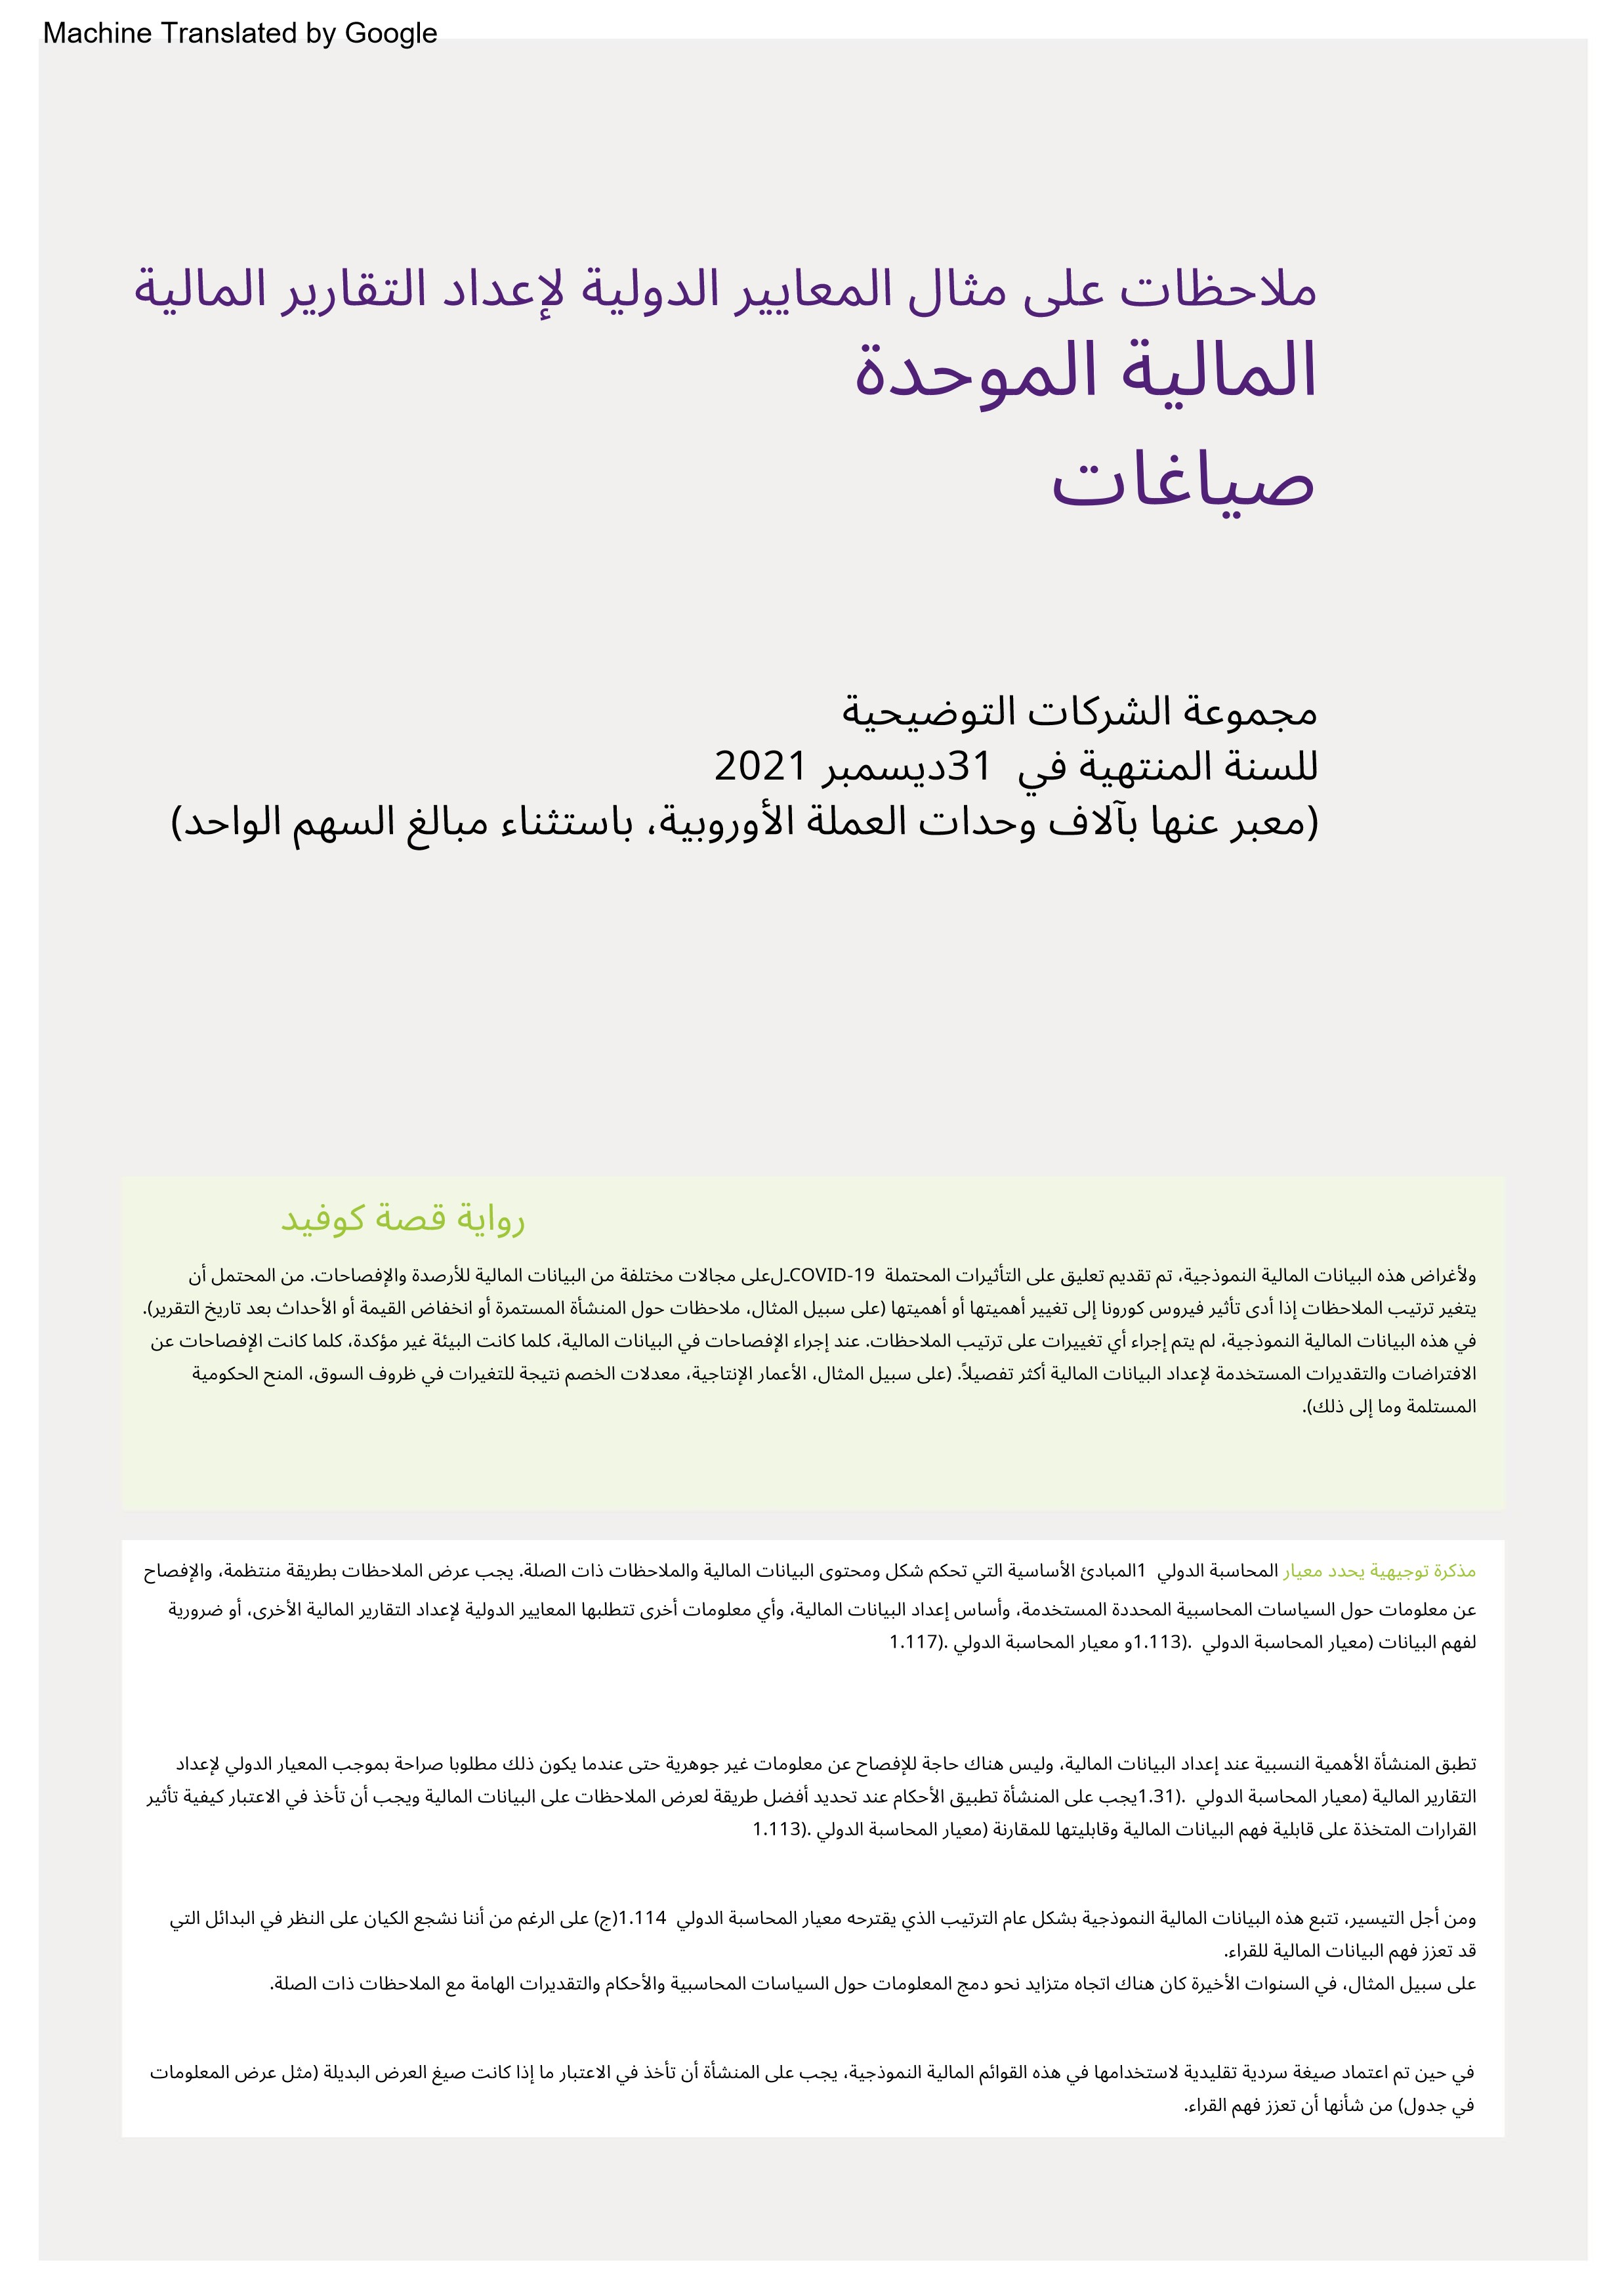 Machine Translated by Google
ملاحظات على مثال المعايير الدولية لإعداد التقارير المالية
المالية الموحدة
صياغات
مجموعة الشركات التوضيحية
للسنة المنتهية في 31ديسمبر 2021
(معبر عنها بآلاف وحدات العملة الأوروبية، باستثناء مبالغ السهم الواحد)
رواية قصة كوفيد
ولأغراض هذه البيانات المالية النموذجية، تم تقديم تعليق على التأثيرات المحتملة COVID-19ـلعلى مجالات مختلفة من البيانات المالية للأرصدة والإفصاحات. من المحتمل أن
يتغير ترتيب الملاحظات إذا أدى تأثير فيروس كورونا إلى تغيير أهميتها أو أهميتها (على سبيل المثال، ملاحظات حول المنشأة المستمرة أو انخفاض القيمة أو الأحداث بعد تاريخ التقرير).
في هذه البيانات المالية النموذجية، لم يتم إجراء أي تغييرات على ترتيب الملاحظات. عند إجراء الإفصاحات في البيانات المالية، كلما كانت البيئة غير مؤكدة، كلما كانت الإفصاحات عن
الافتراضات والتقديرات المستخدمة لإعداد البيانات المالية أكثر تفصيلاً. (على سبيل المثال، الأعمار الإنتاجية، معدلات الخصم نتيجة للتغيرات في ظروف السوق، المنح الحكومية
المستلمة وما إلى ذلك).
مذكرة توجيهية يحدد معيار المحاسبة الدولي 1المبادئ الأساسية التي تحكم شكل ومحتوى البيانات المالية والملاحظات ذات الصلة. يجب عرض الملاحظات بطريقة منتظمة، والإفصاح
عن معلومات حول السياسات المحاسبية المحددة المستخدمة، وأساس إعداد البيانات المالية، وأي معلومات أخرى تتطلبها المعايير الدولية لإعداد التقارير المالية الأخرى، أو ضرورية
لفهم البيانات (معيار المحاسبة الدولي .(1.113و معيار المحاسبة الدولي .(1.117
تطبق المنشأة الأهمية النسبية عند إعداد البيانات المالية، وليس هناك حاجة للإفصاح عن معلومات غير جوهرية حتى عندما يكون ذلك مطلوبا صراحة بموجب المعيار الدولي لإعداد
التقارير المالية (معيار المحاسبة الدولي .(1.31يجب على المنشأة تطبيق الأحكام عند تحديد أفضل طريقة لعرض الملاحظات على البيانات المالية ويجب أن تأخذ في الاعتبار كيفية تأثير
القرارات المتخذة على قابلية فهم البيانات المالية وقابليتها للمقارنة (معيار المحاسبة الدولي .(1.113
ومن أجل التيسير، تتبع هذه البيانات المالية النموذجية بشكل عام الترتيب الذي يقترحه معيار المحاسبة الدولي 1.114(ج) على الرغم من أننا نشجع الكيان على النظر في البدائل التي
قد تعزز فهم البيانات المالية للقراء.
على سبيل المثال، في السنوات الأخيرة كان هناك اتجاه متزايد نحو دمج المعلومات حول السياسات المحاسبية والأحكام والتقديرات الهامة مع الملاحظات ذات الصلة.
في حين تم اعتماد صيغة سردية تقليدية لاستخدامها في هذه القوائم المالية النموذجية، يجب على المنشأة أن تأخذ في الاعتبار ما إذا كانت صيغ العرض البديلة (مثل عرض المعلومات
في جدول) من شأنها أن تعزز فهم القراء.